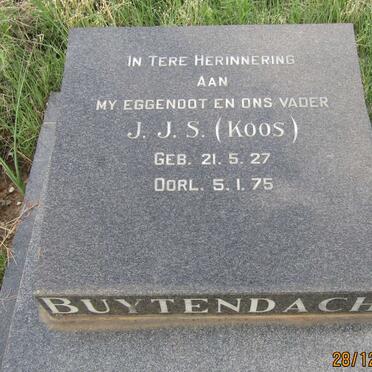 IN TERE HERINNERING
AAN
MY EGGENOOT EN ONS VADER
J. J. S. (KOOS)
GEB. 21. 5. 27
OORL. 5. 1. 75
BUYTENDACH
28/12